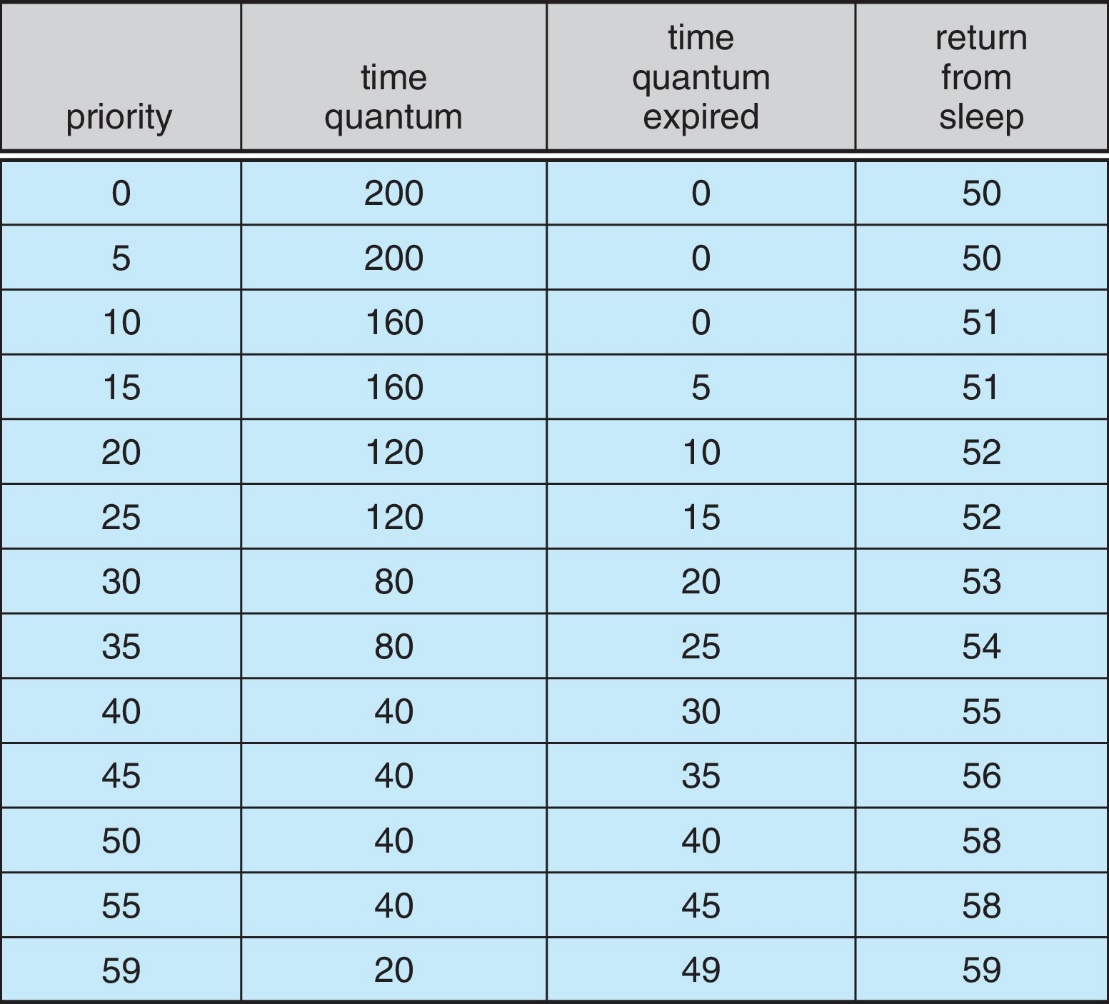 priority time quantum time quantum expired return from sleep
0 200 0 50
5 200 0 50
10 160 0 51
15 160 5 51
20 120 10 52
25 120 15 52
30 80 20 53
35 80 25 54
40 40 30 55
45 40 35 56
50 40 40 58
55 40 45 58
59 20 49 59